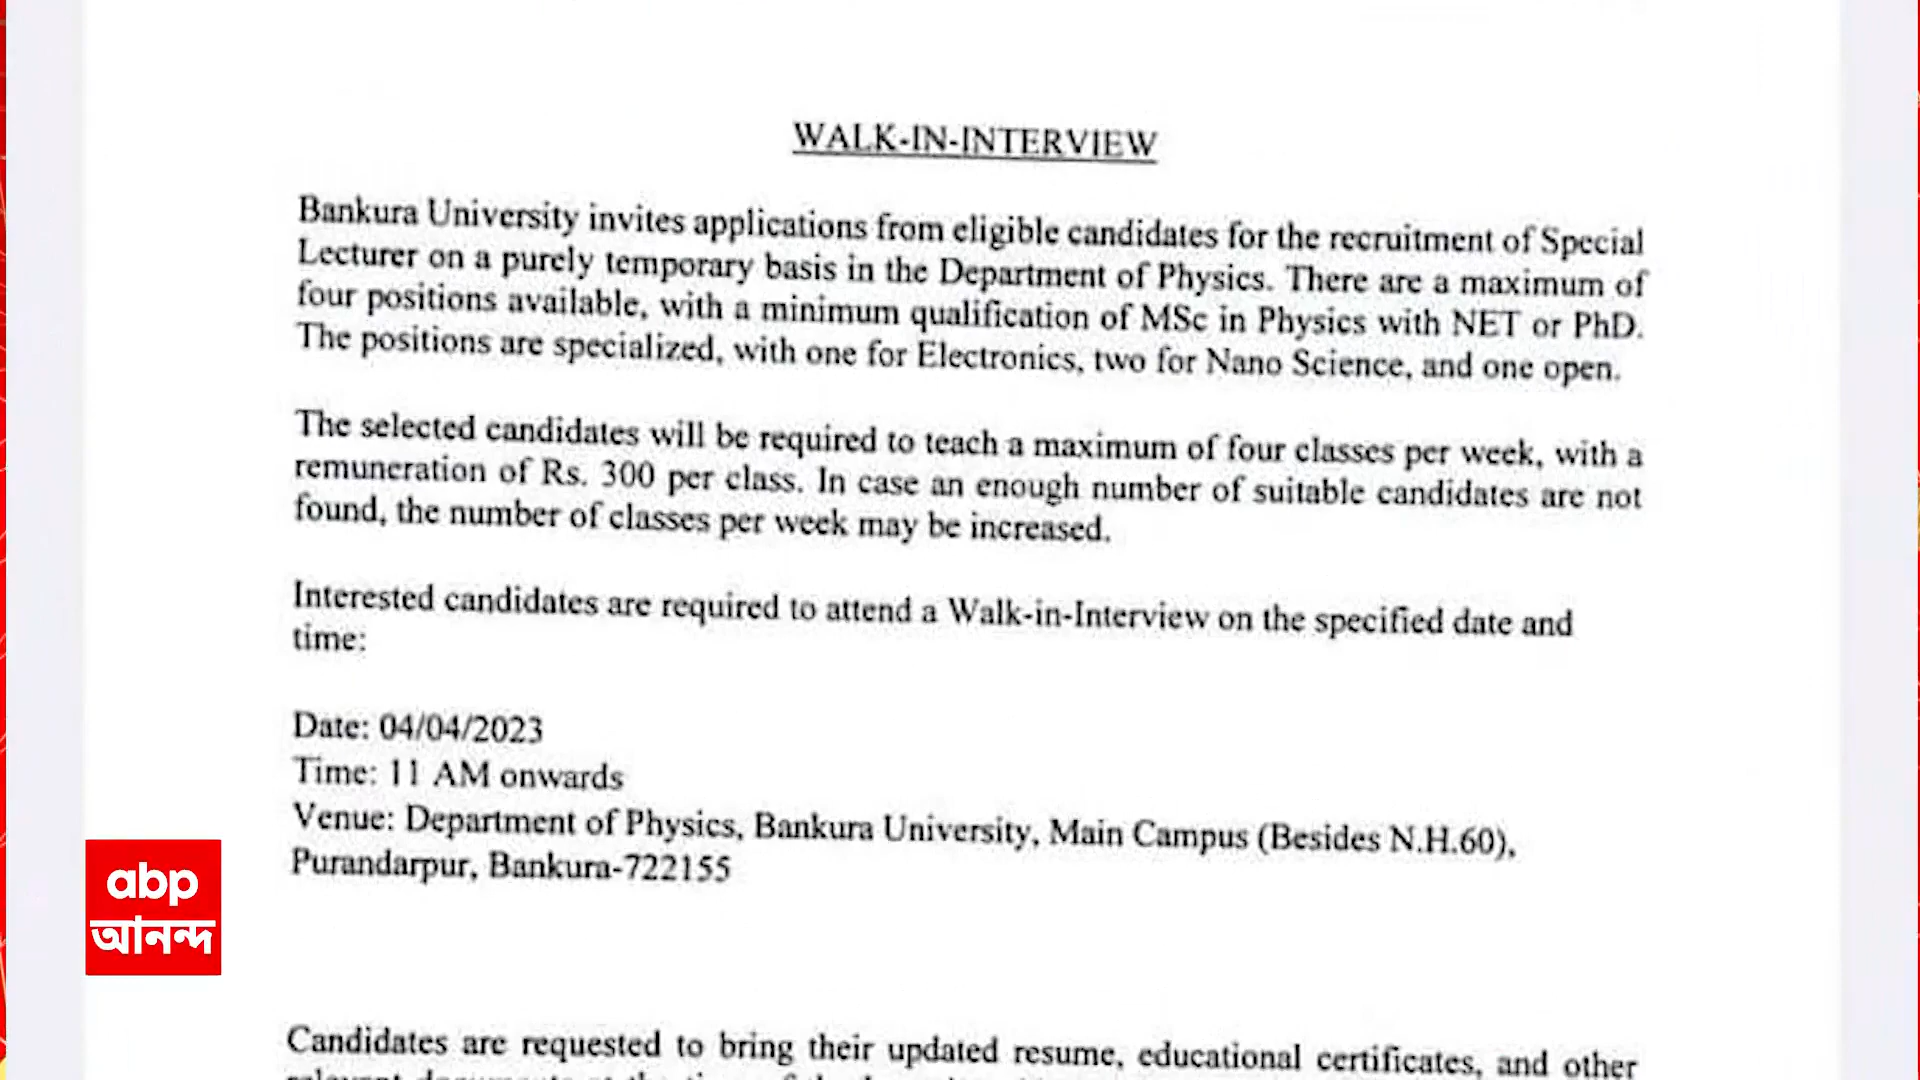 WALK-IN-INTERVIEW
Bankura University invites applications from eligible candidates for the recruitment of Special
Lecturer on a purely temporary basis in the Department of Physics. There are a maximum of
four positions available, with a minimum qualification of MSc in Physics with NET or PhD.
The positions are specialized, with one for Electronics, two for Nano Science, and one open.
The selected candidates will be required to teach a maximum of four classes per week, with a
remuneration of Rs. 300 per class. In case an enough number of suitable candidates are not
found, the number of classes per week may be increased.
Interested candidates are required to attend a Walk-in-Interview on the specified date and
time:
Date: 04/04/2023
Time: 11 AM onwards
Venue: Department of Physics, Bankura University, Main Campus (Besides N.H.60),
Purandarpur, Bankura-722155
abp
আনন্দ
Candidates are requested to bring their updated resume, educational certificates, and other